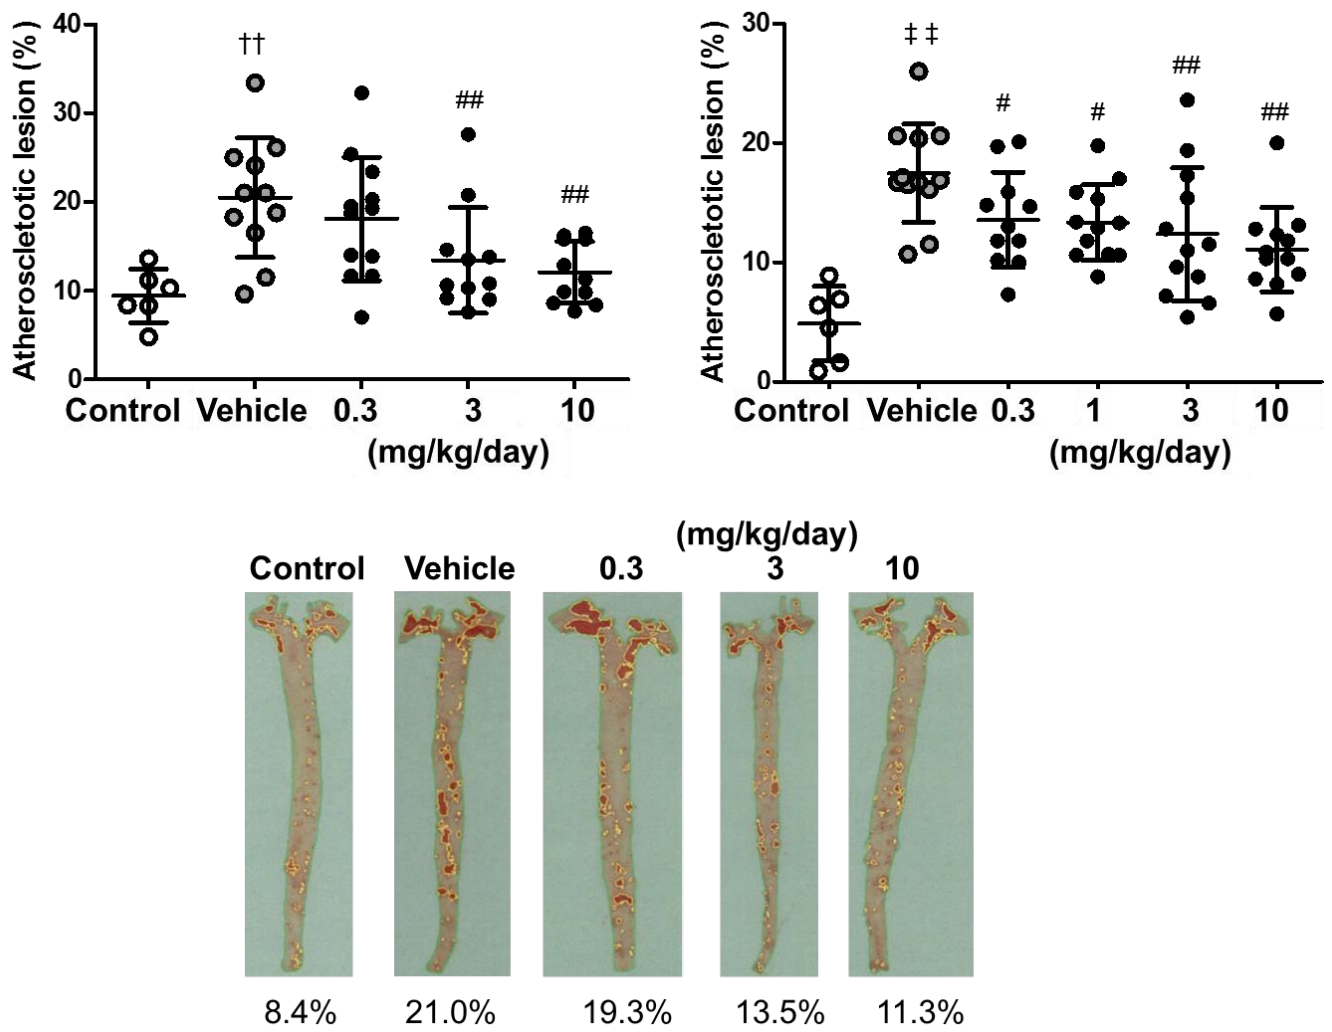 Atheroscletotic lesion (%)
40
30
20
10
0
††
##
##
Control Vehicle 0.3 3 10
(mg/kg/day)
Atheroscletotic lesion (%)
30
20
10
0
‡ ‡
#
#
##
##
Control Vehicle 0.3 1 3 10
(mg/kg/day)
(mg/kg/day)
Control Vehicle 0.3 3 10
8.4% 21.0% 19.3% 13.5% 11.3%